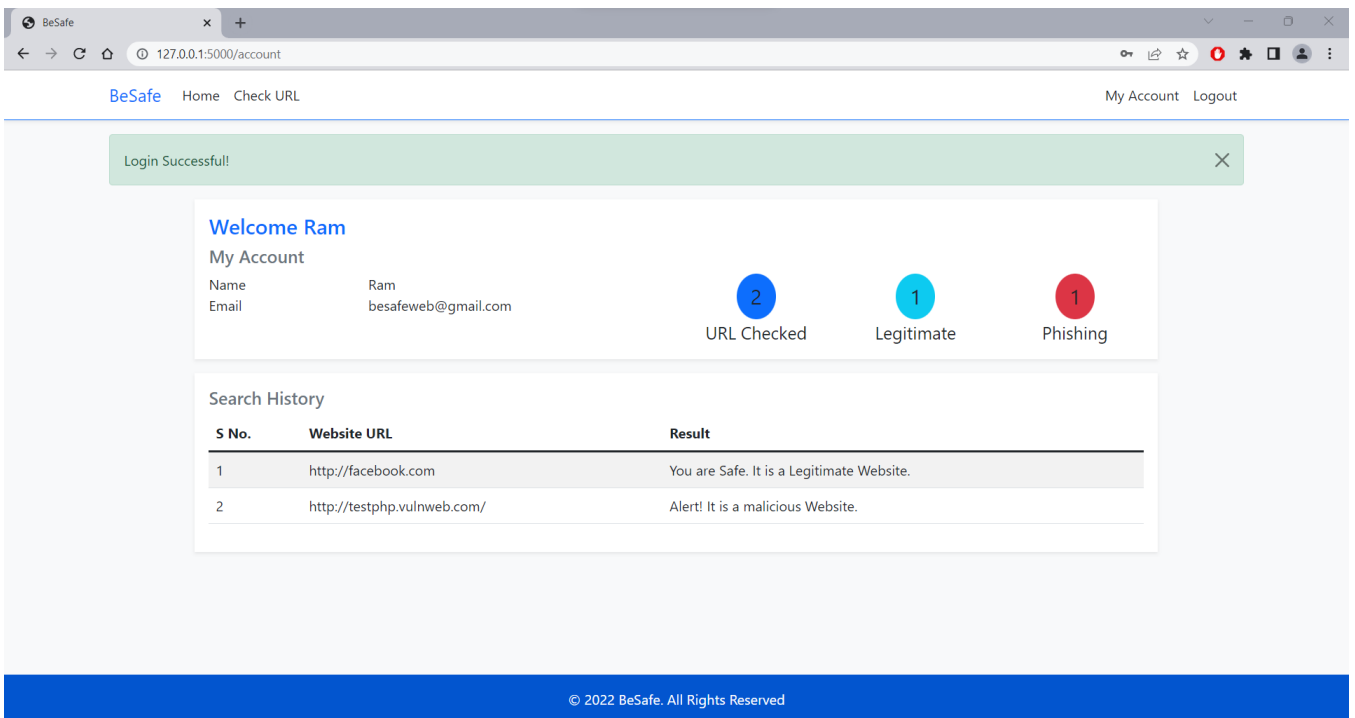 BeSafe
127.0.0.1:5000/account
BeSafe Home Check URL My Account Logout
Login Successful!
Welcome Ram
My Account
Name Ram
Email besafeweb@gmail.com
2 1 1
URL Checked Legitimate Phishing
Search History
S No. Website URL Result
1 http://facebook.com You are Safe. It is a Legitimate Website.
2 http://testphp.vulnweb.com/ Alert! It is a malicious Website.
© 2022 BeSafe. All Rights Reserved